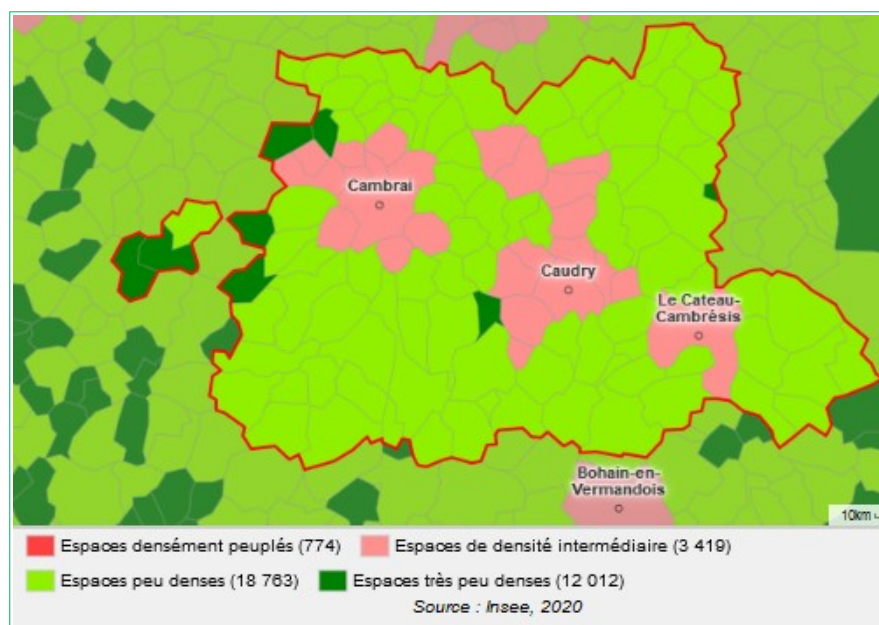 Cambrai
Caudry
Le Cateau-
Cambrésis
Bohain-en-
Vermandois
10km
Espaces densément peuplés (774)
Espaces de densité intermédiaire (3 419)
Espaces peu denses (18 763)
Espaces très peu denses (12 012)
Source : Insee, 2020